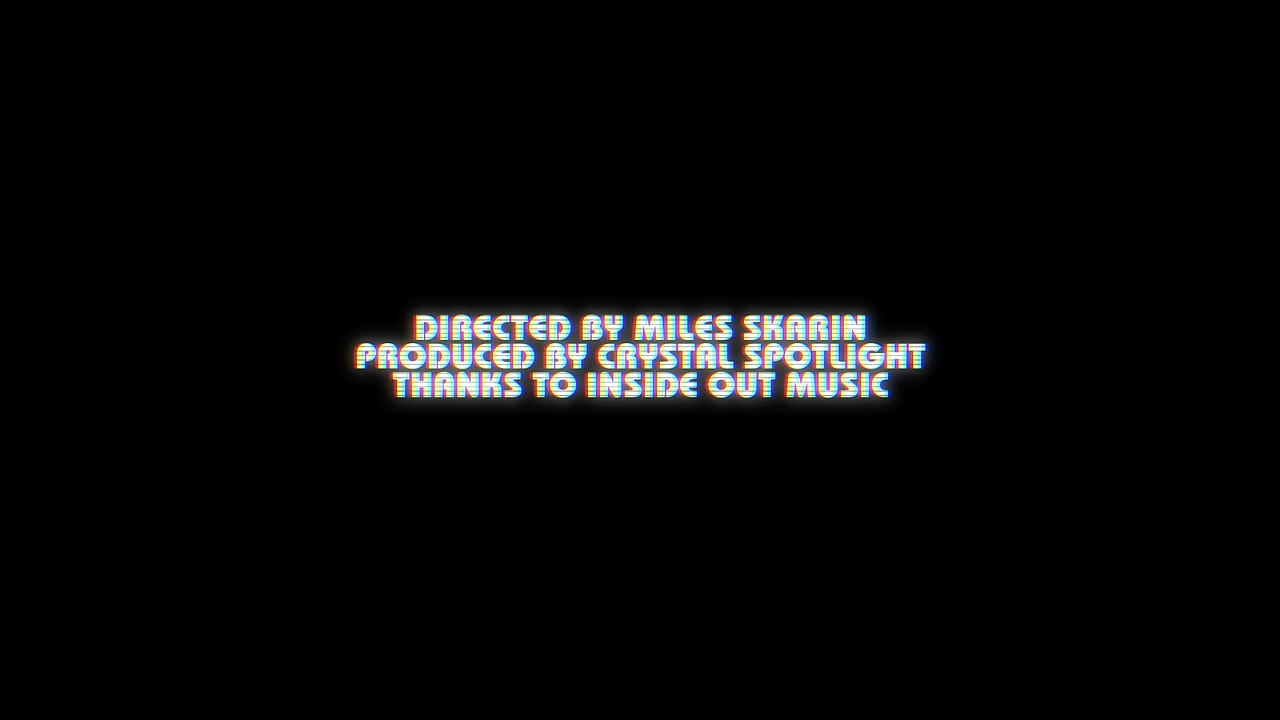 DIRECTED BY MILES SKARIN
PRODUCED BY CRYSTAL SPOTLIGHT
THANKS TO INSIDE OUT MUSIC